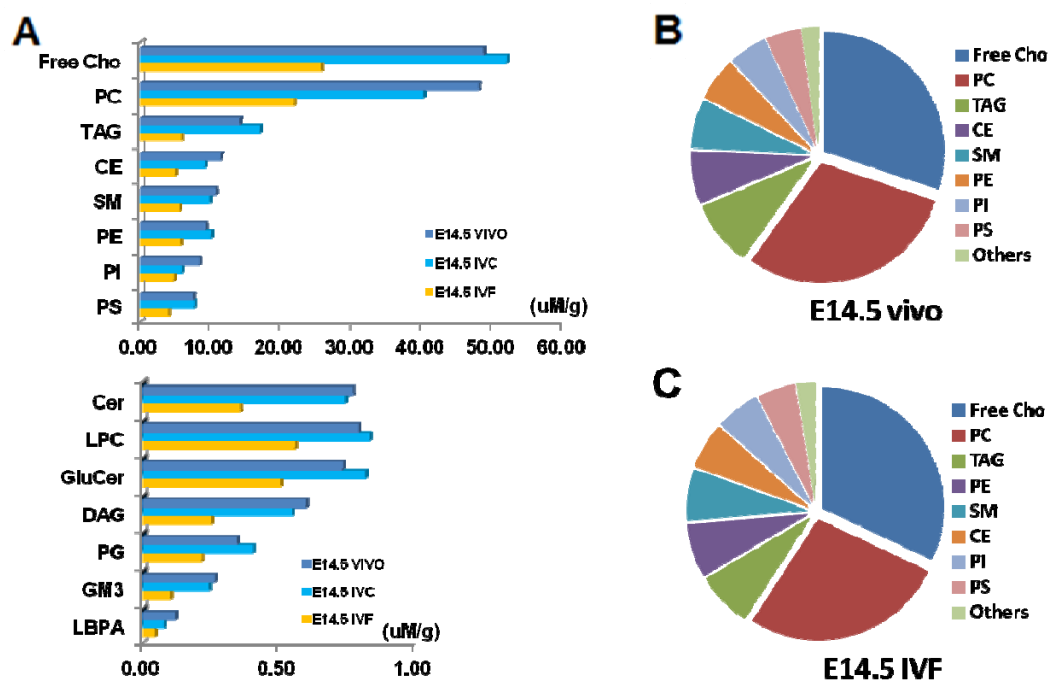 A
Free Cho
PC
TAG
CE
SM
PE
PI
PS
E14.5 VIVO
E14.5 IVC
E14.5 IVF
(uM/g)
0.00 10.00 20.00 30.00 40.00 50.00 60.00
Cer
LPC
GluCer
DAG
PG
GM3
LBPA
E14.5 VIVO
E14.5 IVC
E14.5 IVF
(uM/g)
0.00 0.50 1.00
B
Free Cho
PC
TAG
CE
SM
PE
PI
PS
Others
E14.5 vivo
C
Free Cho
PC
TAG
PE
SM
CE
PI
PS
Others
E14.5 IVF